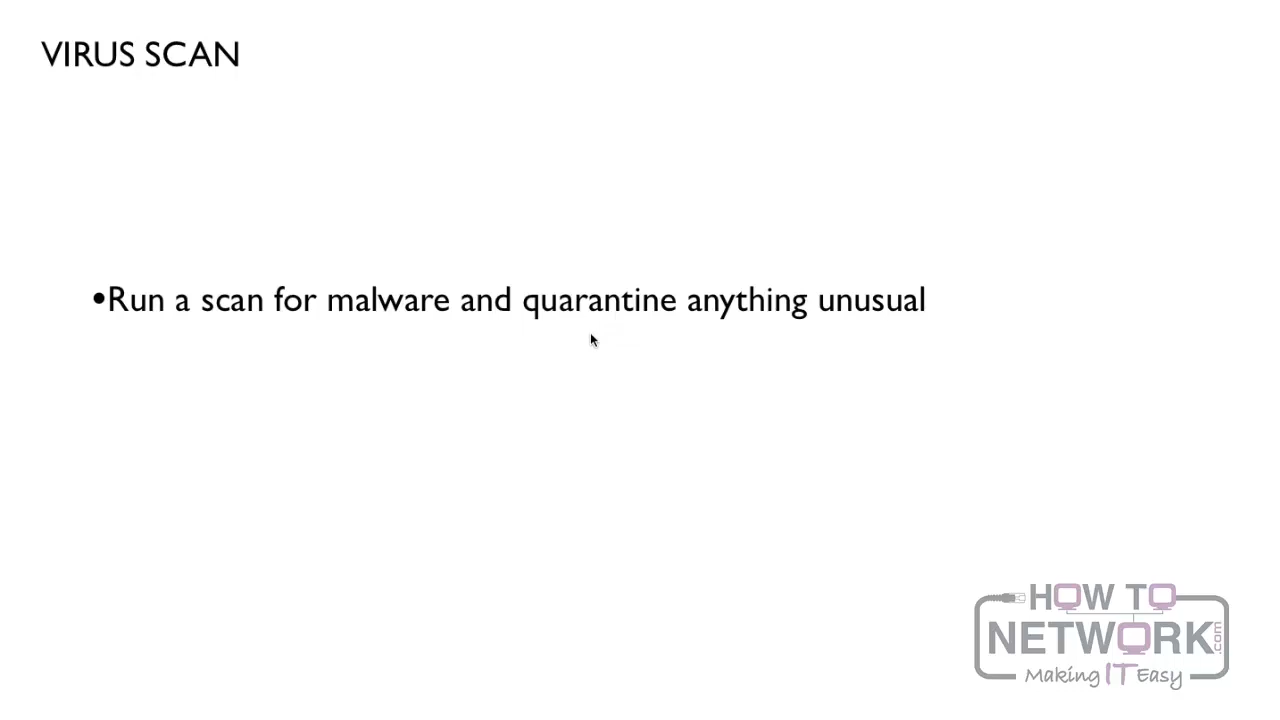 VIRUS SCAN
•Run a scan for malware and quarantine anything unusual
HOW TO
NETWORK.com
Making IT Easy